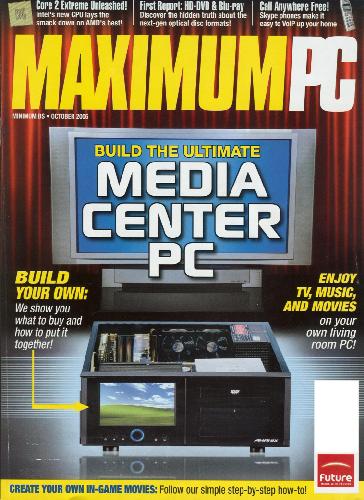 Core 2 Extreme Unleashed!
Intel's new CPU lays the
smack down on AMD's best!
First Report: HD-DVD & Blu-ray
Discover the hidden truth about the
next-gen optical disc formats!
Call Anywhere Free!
Skype phones make it
easy to VoIP up your home
MAXIMUMPC
MINIMUM BS • OCTOBER 2006
BUILD THE ULTIMATE
MEDIA
CENTER
PC
BUILD
YOUR OWN:
We show you
what to buy and
how to put it
together!
ENJOY
TV, MUSIC,
AND MOVIES
on your
own living
room PC!
Future
CREATE YOUR OWN IN-GAME MOVIES: Follow our simple step-by-step how-to!